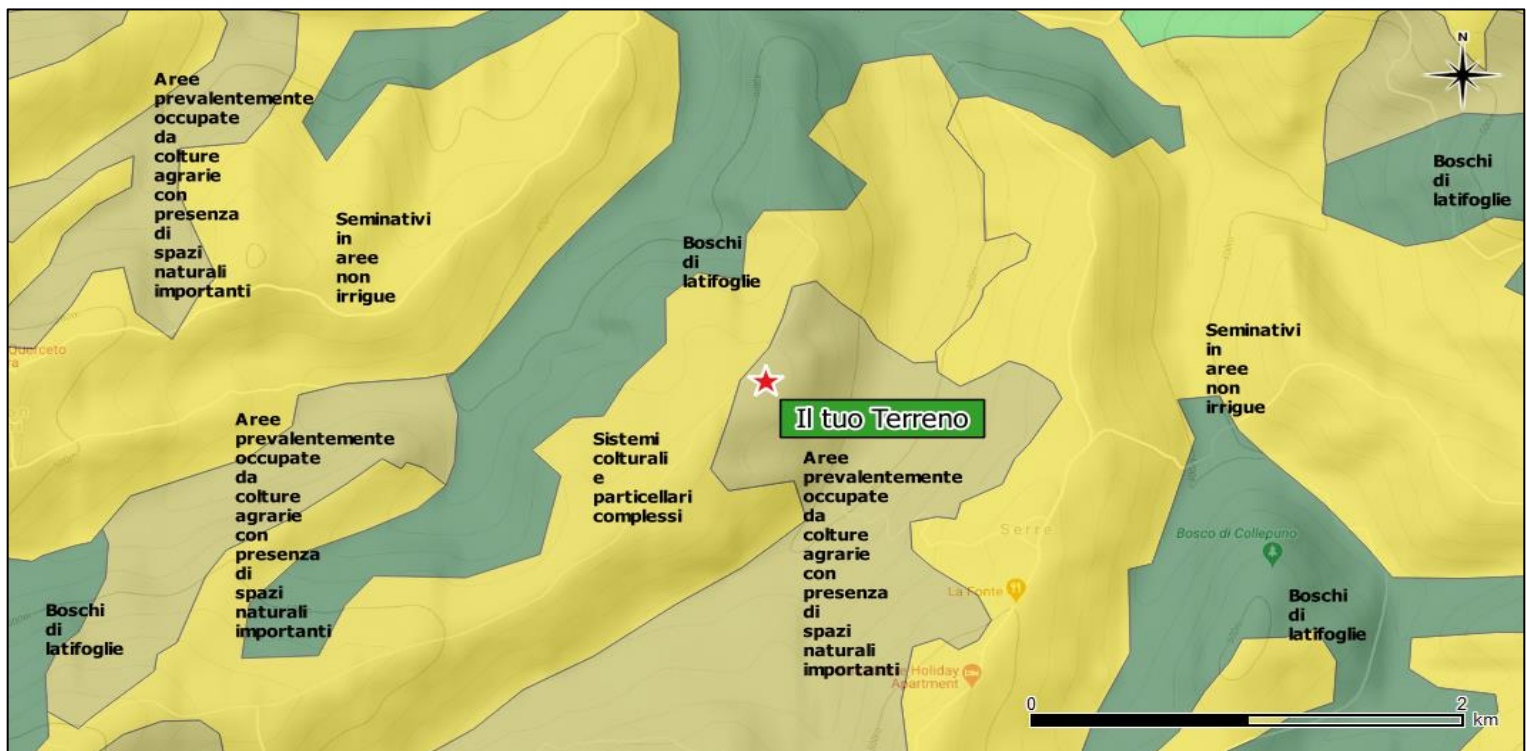 N
Aree
prevalentemente
occupate
da
colture
agrarie
con
presenza
di
spazi
naturali
importanti
Seminativi
in
aree
non
irrigue
Boschi
di
latifoglie
Boschi
di
latifoglie
Querceto
Seminativi
in
aree
non
irrigue
Il tuo Terreno
Aree
prevalentemente
occupate
da
colture
agrarie
con
presenza
di
spazi
naturali
importanti
Sistemi
colturali
e
particellari
complessi
Aree
prevalentemente
occupate
da
colture
agrarie
con
presenza
di
spazi
naturali
importanti
Serre
Bosco di Collepuno
La Fonte
Boschi
di
latifoglie
Boschi
di
latifoglie
Holiday
Apartment
0 2
km